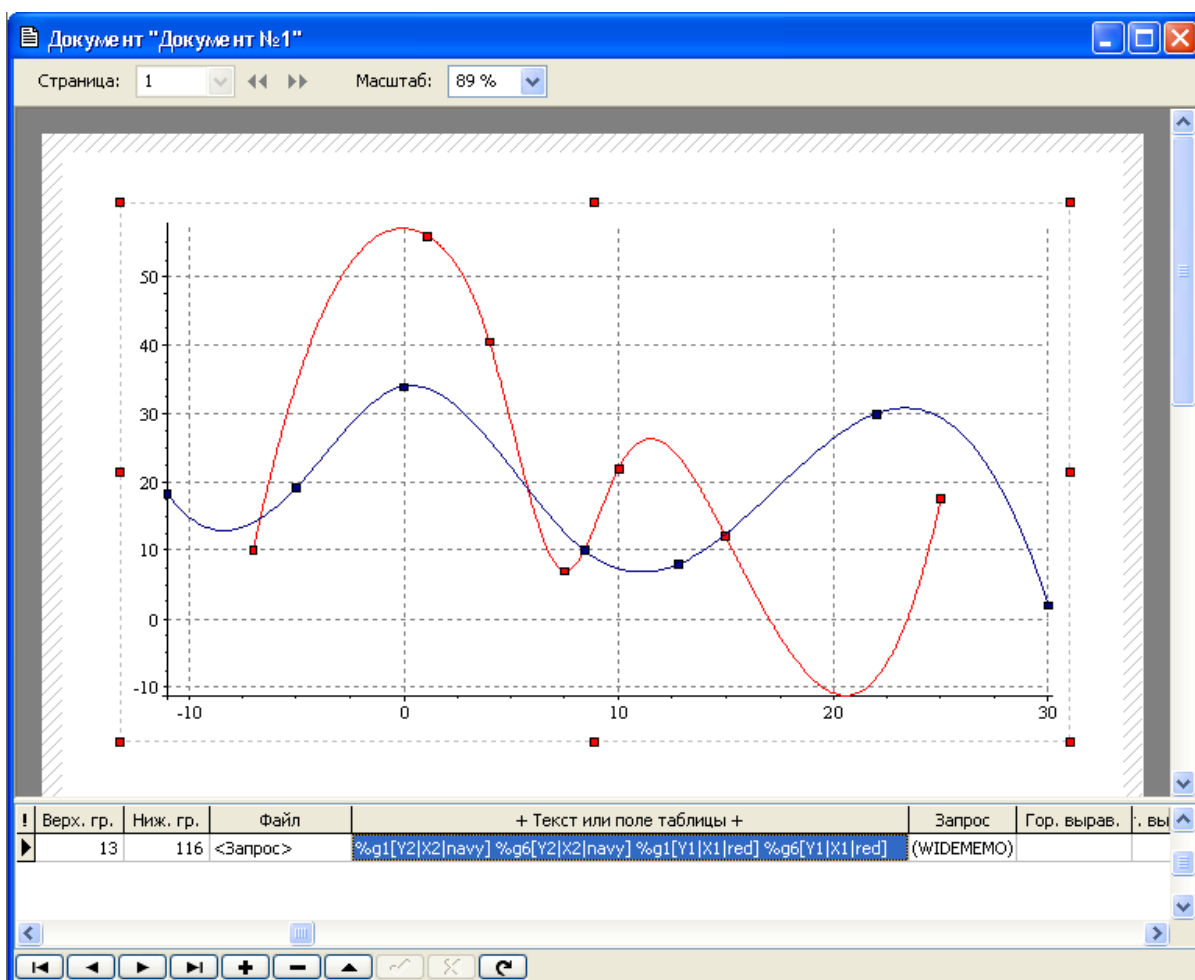 Документ "Документ №1"
Страница: 1 Масштаб: 89 %
50
40
30
20
10
0
-10
-10 0 10 20 30
! Верх. гр. Ниж. гр. Файл + Текст или поле таблицы + Запрос Гор. вырав. . вы
13 116 <Запрос> %g1[Y2|X2|navy] %g6[Y2|X2|navy] %g1[Y1|X1|red] %g6[Y1|X1|red] (WIDEMEMO)